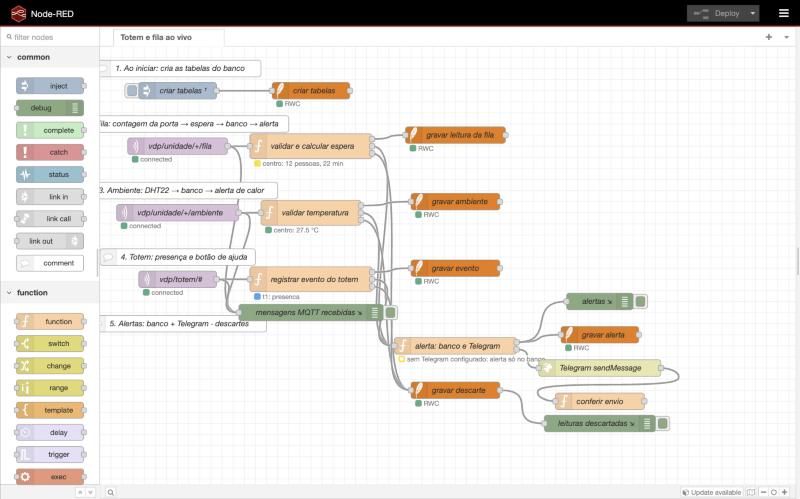 Node-RED
Deploy
filter nodes
Totem e fila ao vivo
common
inject
debug
complete
catch
status
link in
link call
link out
comment
function
function
switch
change
range
template
delay
trigger
exec
1. Ao iniciar: cria as tabelas do banco
criar tabelas ¹
criar tabelas
RWC
fila: contagem da porta → espera → banco → alerta
vdp/unidade/+/fila
connected
validar e calcular espera
centro: 12 pessoas, 22 min
gravar leitura da fila
RWC
3. Ambiente: DHT22 → banco → alerta de calor
vdp/unidade/+/ambiente
connected
validar temperatura
centro: 27.5 °C
gravar ambiente
RWC
4. Totem: presença e botão de ajuda
vdp/totem/#
connected
registrar evento do totem
t1: presenca
gravar evento
RWC
mensagens MQTT recebidas
5. Alertas: banco + Telegram · descartes
alerta: banco e Telegram
sem Telegram configurado: alerta só no banco
alertas
gravar alerta
RWC
Telegram sendMessage
conferir envio
gravar descarte
RWC
leituras descartadas
Update available